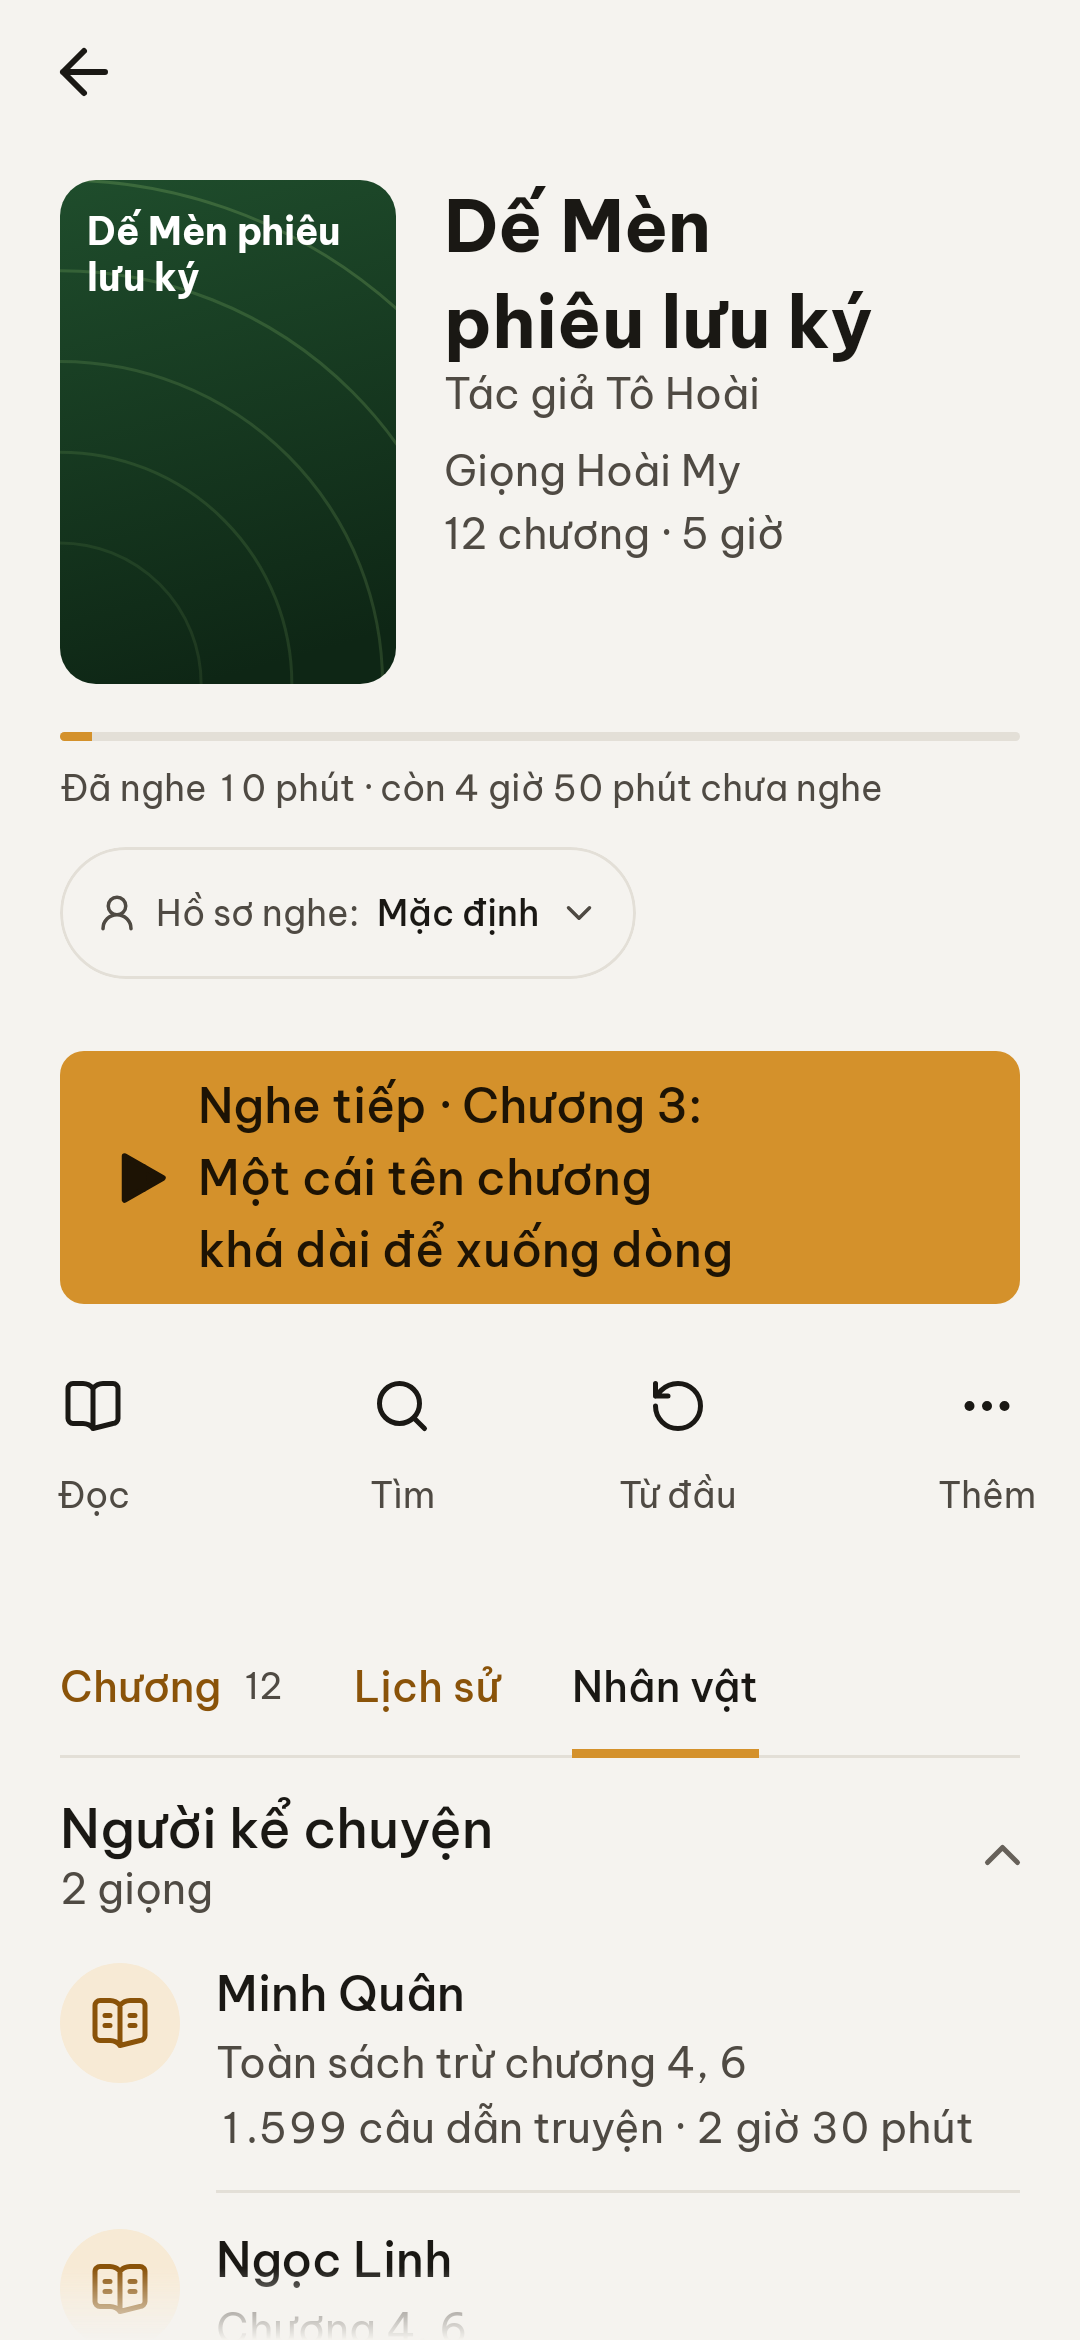 Dế Mèn phiêu
lưu ký
Dế Mèn
phiêu lưu ký
Tác giả Tô Hoài
Giọng Hoài My
12 chương · 5 giờ
Đã nghe 10 phút · còn 4 giờ 50 phút chưa nghe
Hồ sơ nghe: Mặc định
Nghe tiếp · Chương 3:
Một cái tên chương
khá dài để xuống dòng
Đọc Tìm Từ đầu Thêm
Chương 12 Lịch sử Nhân vật
Người kể chuyện
2 giọng
Minh Quân
Toàn sách trừ chương 4, 6
1.599 câu dẫn truyện · 2 giờ 30 phút
Ngọc Linh
Chương 4, 6